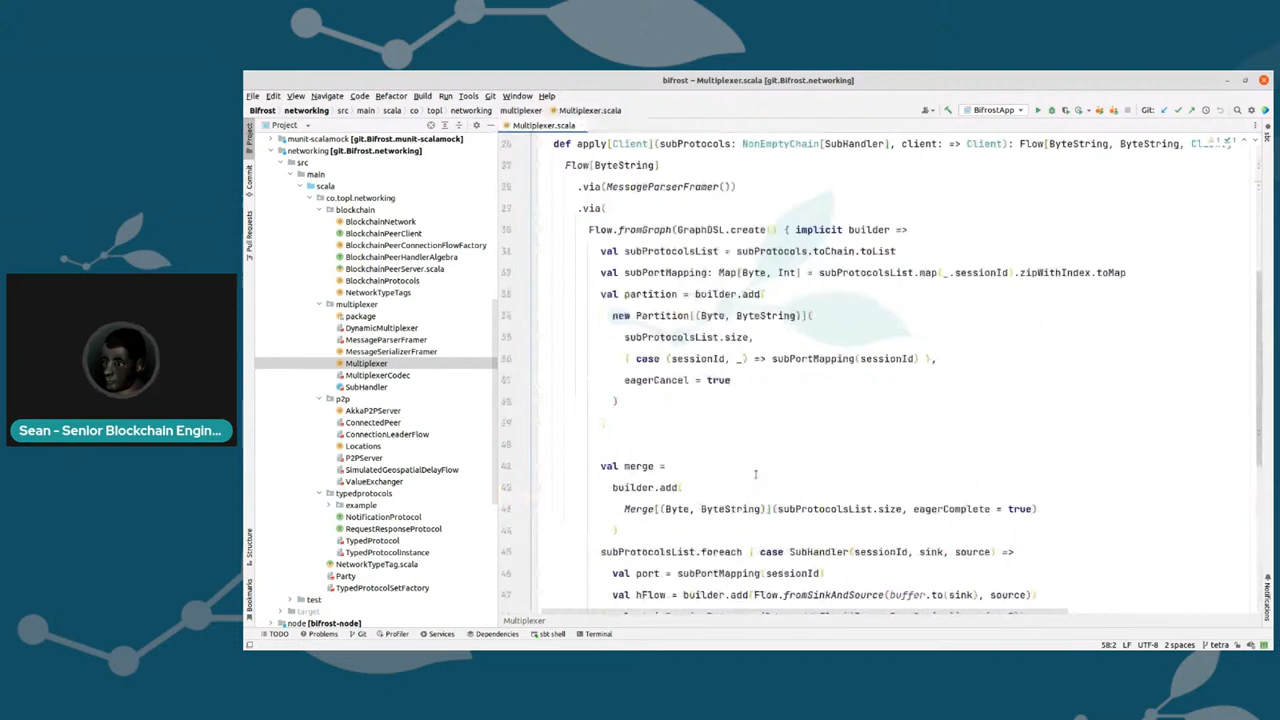 bifrost – Multiplexer.scala [git.Bifrost.networking]
File Edit View Navigate Code Refactor Build Run Tools Git Window Help
Bifrost networking src main scala co topl networking multiplexer Multiplexer.scala
BifrostApp
Git:
Project
Multiplexer.scala
Project
Commit
Pull Requests
Structure
Bookmarks
munit-scalamock [git.Bifrost.munit-scalamock]
networking [git.Bifrost.networking]
src
main
scala
co.topl.networking
blockchain
BlockchainNetwork
BlockchainPeerClient
BlockchainPeerConnectionFlowFactory
BlockchainPeerHandlerAlgebra
BlockchainPeerServer.scala
BlockchainProtocols
NetworkTypeTags
multiplexer
package
DynamicMultiplexer
MessageParserFramer
MessageSerializerFramer
Multiplexer
MultiplexerCodec
SubHandler
p2p
AkkaP2PServer
ConnectedPeer
ConnectionLeaderFlow
Locations
P2PServer
SimulatedGeospatialDelayFlow
ValueExchanger
typedprotocols
example
NotificationProtocol
RequestResponseProtocol
TypedProtocol
TypedProtocolInstance
NetworkTypeTag.scala
Party
TypedProtocolSetFactory
test
target
node [bifrost-node]
def apply[Client](subProtocols: NonEmptyChain[SubHandler], client: => Client): Flow[ByteString, ByteString,
Flow[ByteString]
.via(MessageParserFramer())
.via(
Flow.fromGraph(GraphDSL.create() { implicit builder =>
val subProtocolsList = subProtocols.toChain.toList
val subPortMapping: Map[Byte, Int] = subProtocolsList.map(_.sessionId).zipWithIndex.toMap
val partition = builder.add(
new Partition[(Byte, ByteString)](
subProtocolsList.size,
{ case (sessionId, _) => subPortMapping(sessionId) },
eagerCancel = true
)
)
val merge =
builder.add(
Merge[(Byte, ByteString)](subProtocolsList.size, eagerComplete = true)
)
subProtocolsList.foreach { case SubHandler(sessionId, sink, source) =>
val port = subPortMapping(sessionId)
val hFlow = builder.add(Flow.fromSinkAndSource(buffer.to(sink), source))
Multiplexer
sbt
Notifications
TODO Problems Git Profiler Services Dependencies sbt shell Terminal
58:2 LF UTF-8 2 spaces tetra
Sean - Senior Blockchain Engin...